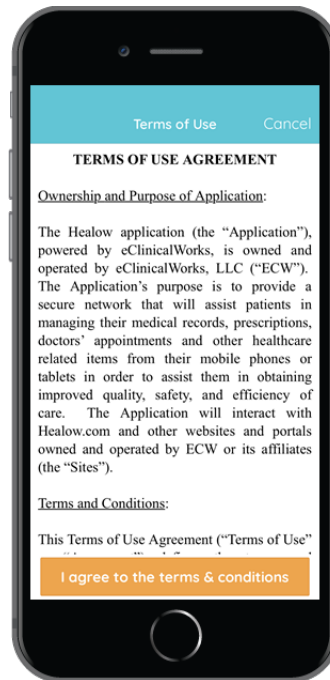 Terms of Use
Cancel
TERMS OF USE AGREEMENT
Ownership and Purpose of Application:
The Healow application (the “Application”),
powered by eClinicalWorks, is owned and
operated by eClinicalWorks, LLC (“ECW”).
The Application’s purpose is to provide a
secure network that will assist patients in
managing their medical records, prescriptions,
doctors’ appointments and other healthcare
related items from their mobile phones or
tablets in order to assist them in obtaining
improved quality, safety, and efficiency of
care. The Application will interact with
Healow.com and other websites and portals
owned and operated by ECW or its affiliates
(the “Sites”).
Terms and Conditions:
This Terms of Use Agreement (“Terms of Use”
I agree to the terms & conditions